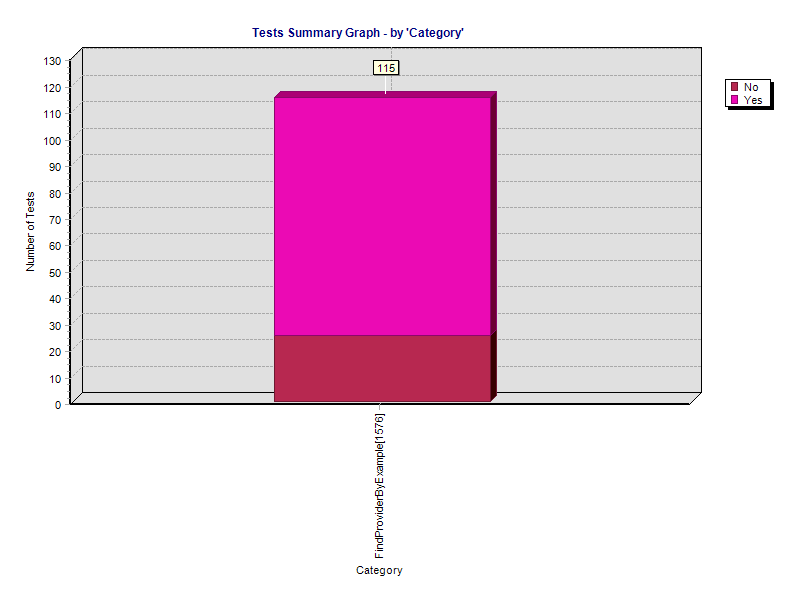 Tests Summary Graph - by 'Category'
115
No
Yes
130
120
110
100
90
80
70
60
50
40
30
20
10
0
Number of Tests
FindProviderByExample[1576]
Category